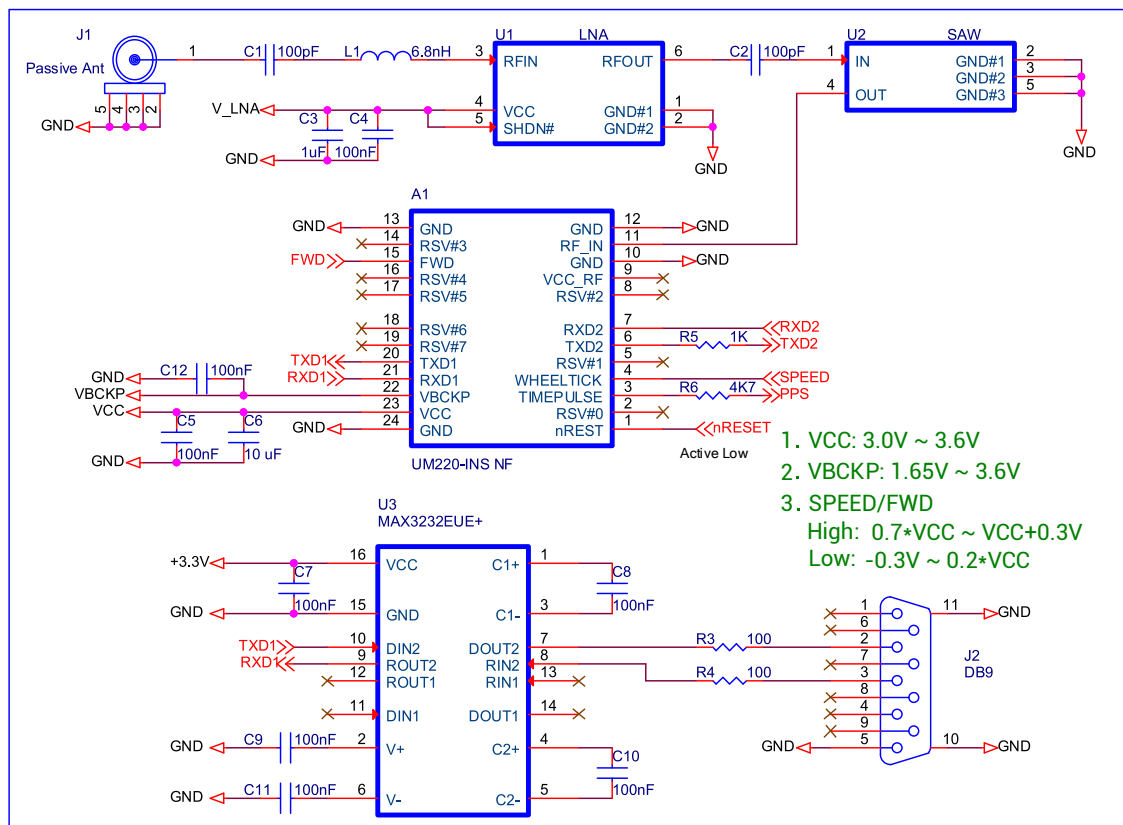 J1
Passive Ant
1
5
4
3
2
GND
C1
100pF
L1
6.8nH
U1
LNA
3
RFIN
RFOUT
6
C2
100pF
V_LNA
4
VCC
5
SHDN#
GND#1
1
GND#2
2
C3
C4
1uF
100nF
GND
GND
U2
SAW
1
IN
4
OUT
GND#1
2
GND#2
3
GND#3
5
GND
A1
GND
13
GND
14
RSV#3
FWD
15
FWD
16
RSV#4
17
RSV#5
18
RSV#6
19
RSV#7
TXD1
20
TXD1
RXD1
21
RXD1
22
VBCKP
23
VCC
GND
24
GND
GND
12
GND
RF_IN
11
GND
10
GND
VCC_RF
9
RSV#2
8
RXD2
7
RXD2
TXD2
6
R5
1K
TXD2
RSV#1
5
WHEELTICK
4
SPEED
TIMEPULSE
3
R6
4K7
PPS
RSV#0
2
nREST
1
nRESET
Active Low
UM220-INS NF
GND
C12
100nF
VBCKP
VCC
C5
C6
GND
100nF
10 uF
1. VCC: 3.0V ~ 3.6V
2. VBCKP: 1.65V ~ 3.6V
3. SPEED/FWD
High: 0.7*VCC ~ VCC+0.3V
Low: -0.3V ~ 0.2*VCC
U3
MAX3232EUE+
+3.3V
16
VCC
C7
100nF
GND
15
GND
TXD1
10
DIN2
RXD1
9
ROUT2
12
ROUT1
11
DIN1
GND
C9
100nF
2
V+
GND
C11
100nF
6
V-
C1+
1
C8
100nF
C1-
3
DOUT2
7
R3
100
RIN2
8
R4
100
RIN1
13
DOUT1
14
C2+
4
C10
100nF
C2-
5
1
6
2
7
3
8
4
9
GND
5
11
GND
J2
DB9
10
GND